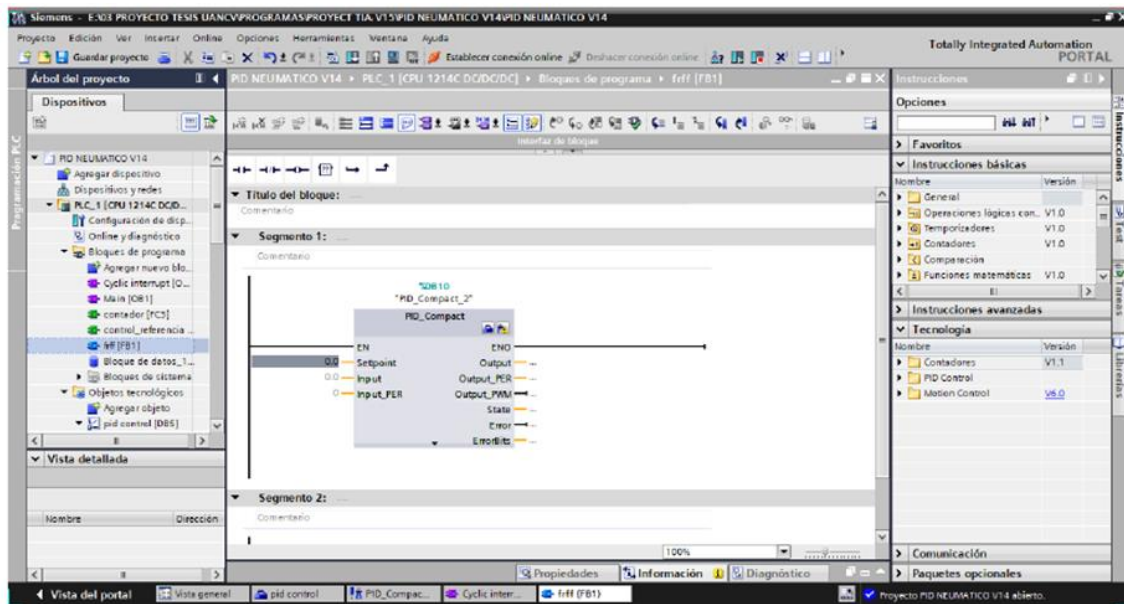 Siemens - E:\03 PROYECTO TESIS UANCV\PROGRAMAS\PROYECT TIA. V15\PID NEUMATICO V14\PID NEUMATICO V14
Proyecto Edición Ver Insertar Online Opciones Herramientas Ventana Ayuda
Totally Integrated Automation
PORTAL
Guardar proyecto
Establecer conexión online
Deshacer conexión online
Árbol del proyecto
PID NEUMATICO V14 PLC_1 [CPU 1214C DC/DC/DC] Bloques de programa frff [FB1]
Instrucciones
Dispositivos
Opciones
Interfaz de bloque
Programación PLC
PID NEUMATICO V14
Agregar dispositivo
Dispositivos y redes
PLC_1 [CPU 1214C DC/D...
Configuración de disp...
Online y diagnóstico
Bloques de programa
Agregar nuevo blo...
Cyclic interrupt [O...
Main [OB1]
contador [FC3]
control_referencia ...
frff [FB1]
Bloque de datos_1...
Bloques de sistema
Objetos tecnológicos
Agregar objeto
pid control [DB5]
Vista detallada
Nombre Dirección
Título del bloque:
Comentario
Segmento 1:
Comentario
%DB10
"PID_Compact_2"
PID_Compact
EN ENO
0.0 Setpoint Output ...
0.0 Input Output_PER ...
0 Input_PER Output_PWM ...
State ...
Error ...
ErrorBits ...
Segmento 2:
Comentario
100%
Favoritos
Instrucciones básicas
Nombre Versión
General
Operaciones lógicas con... V1.0
Temporizadores V1.0
Contadores V1.0
Comparación
Funciones matemáticas V1.0
Instrucciones avanzadas
Tecnología
Nombre Versión
Contadores V1.1
PID Control
Motion Control V6.0
Comunicación
Paquetes opcionales
Instrucciones
Test
Tareas
Librerías
Propiedades Información Diagnóstico
Vista del portal Vista general pid control PID_Compac... Cyclic interr... frff (FB1) Proyecto PID NEUMATICO V14 abierto.